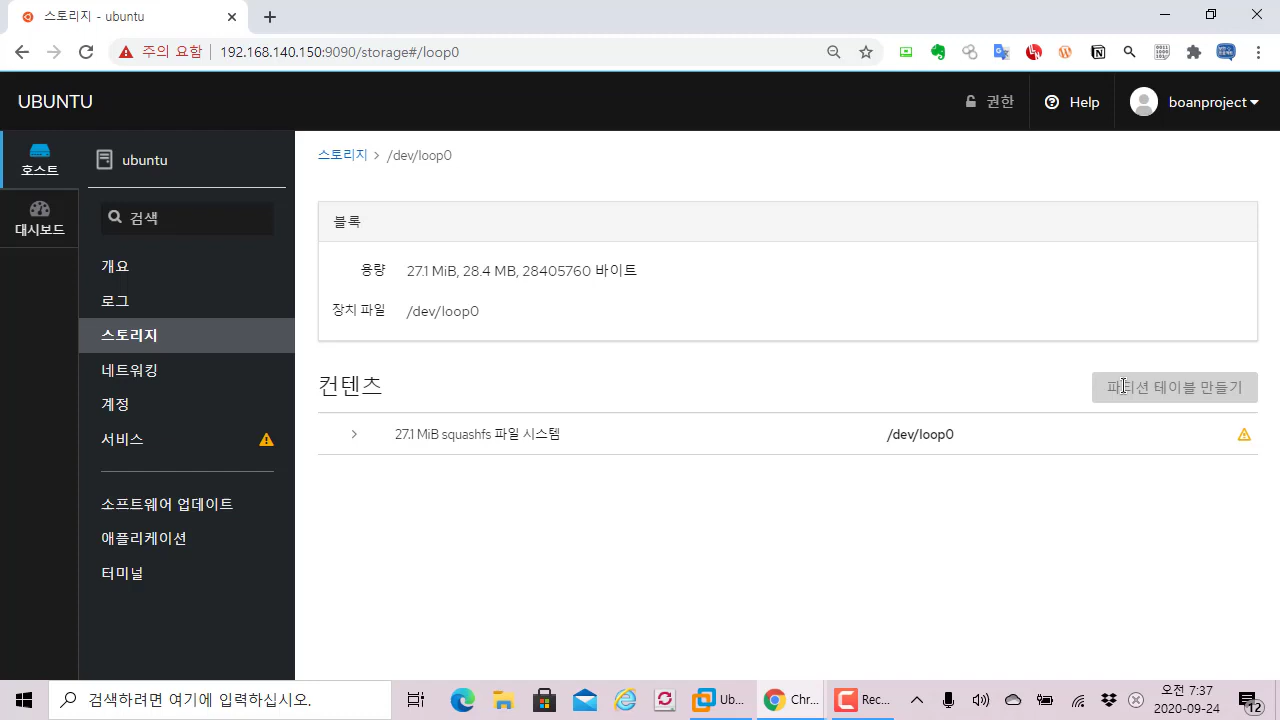 스토리지 - ubuntu
주의 요함
192.168.140.150:9090/storage#/loop0
UBUNTU
권한
Help
boanproject
호스트
대시보드
ubuntu
검색
개요
로그
스토리지
네트워킹
계정
서비스
소프트웨어 업데이트
애플리케이션
터미널
스토리지 > /dev/loop0
블록
용량 27.1 MiB, 28.4 MB, 28405760 바이트
장치 파일 /dev/loop0
컨텐츠
파티션 테이블 만들기
27.1 MiB squashfs 파일 시스템 /dev/loop0
검색하려면 여기에 입력하십시오.
Ub...
Chr...
Rec...
오전 7:37
2020-09-24
12